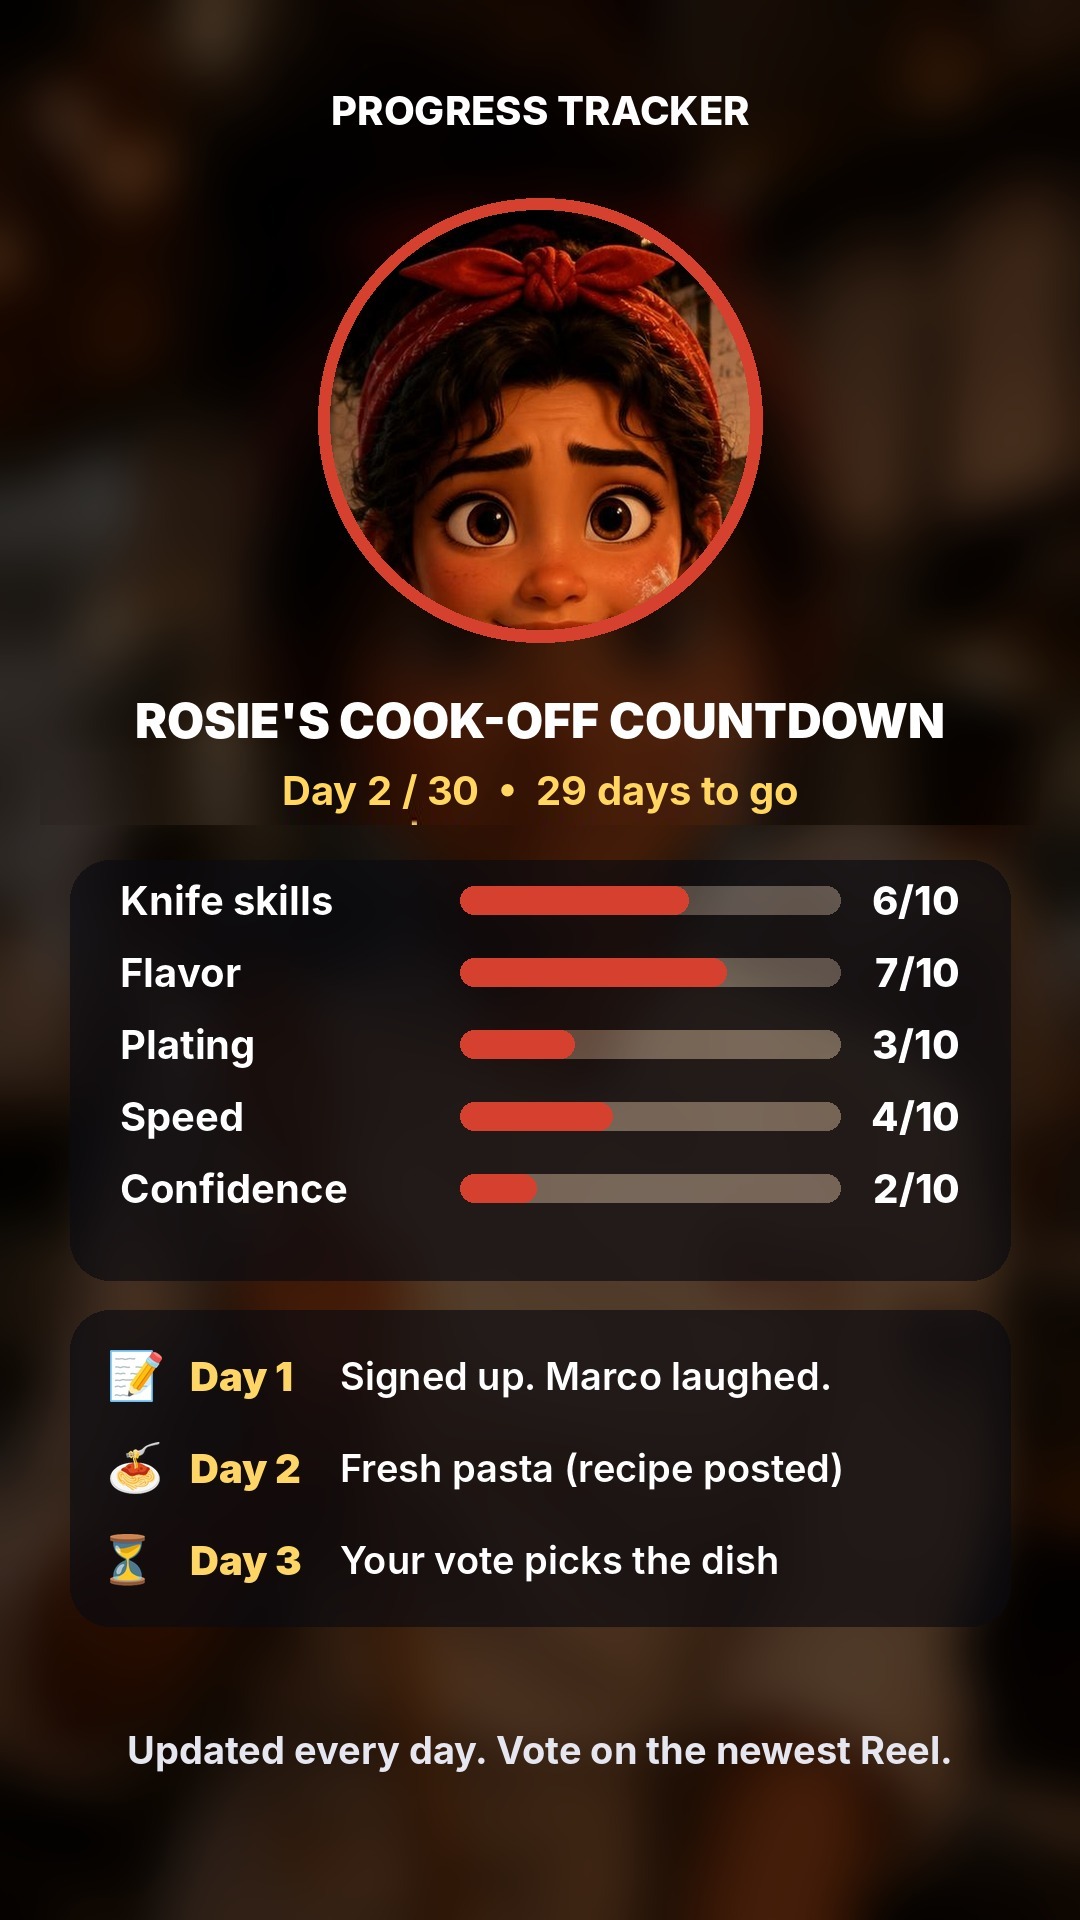 PROGRESS TRACKER
ROSIE'S COOK-OFF COUNTDOWN
Day 2 / 30 • 29 days to go
Knife skills 6/10
Flavor 7/10
Plating 3/10
Speed 4/10
Confidence 2/10
Day 1 Signed up. Marco laughed.
Day 2 Fresh pasta (recipe posted)
Day 3 Your vote picks the dish
Updated every day. Vote on the newest Reel.